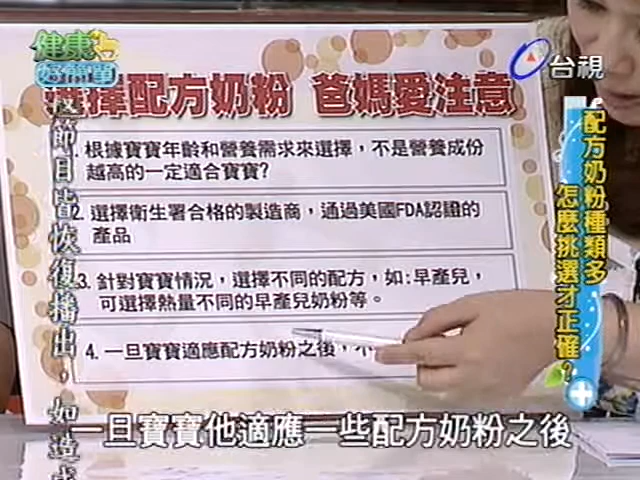 健康
好簡單
台視
選擇配方奶粉 爸媽愛注意
1. 根據寶寶年齡和營養需求來選擇，不是營養成份
越高的一定適合寶寶?
2. 選擇衛生署合格的製造商，通過美國FDA認證的
產品
3. 針對寶寶情況，選擇不同的配方，如:早產兒，
可選擇熱量不同的早產兒奶粉等。
4. 一旦寶寶適應配方奶粉之後，不
配方奶粉種類多
怎麼挑選才正確？
節目皆恢復播出，如造成
一旦寶寶他適應一些配方奶粉之後